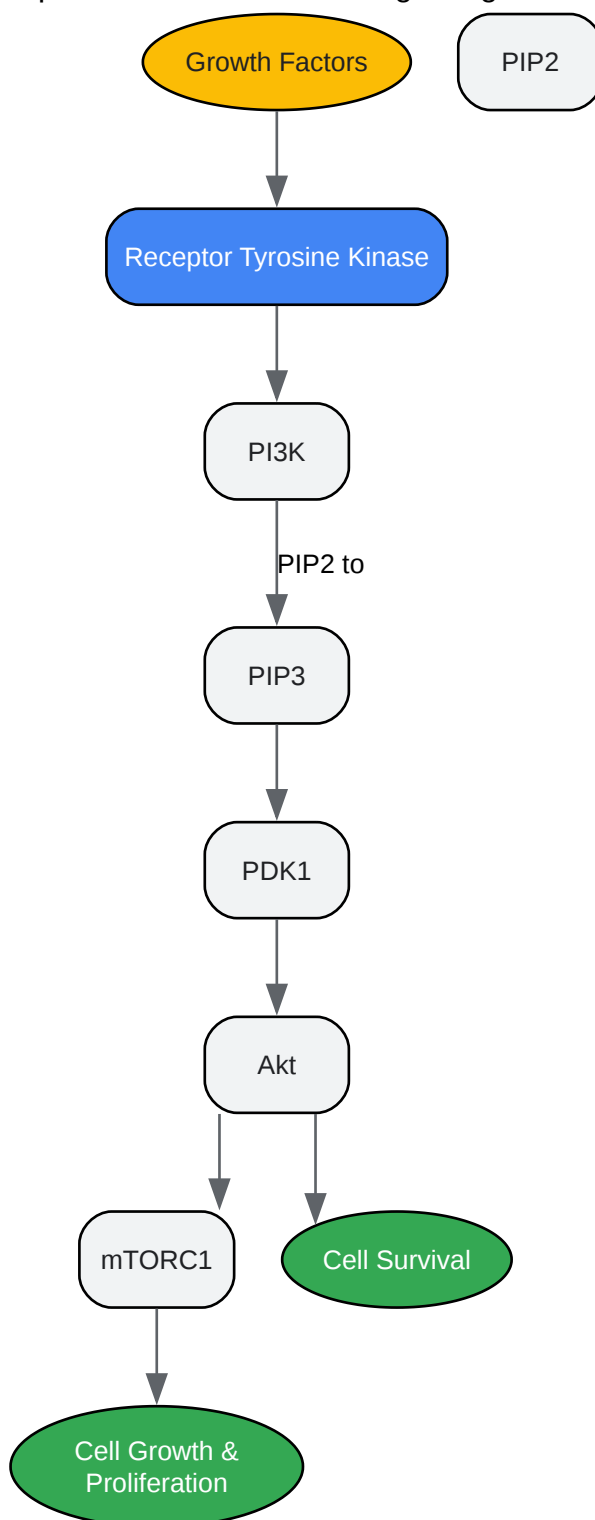 Growth Factors
PIP2
Receptor Tyrosine Kinase
PI3K
PIP2 to
PIP3
PDK1
Akt
mTORC1
Cell Survival
Cell Growth &
Proliferation